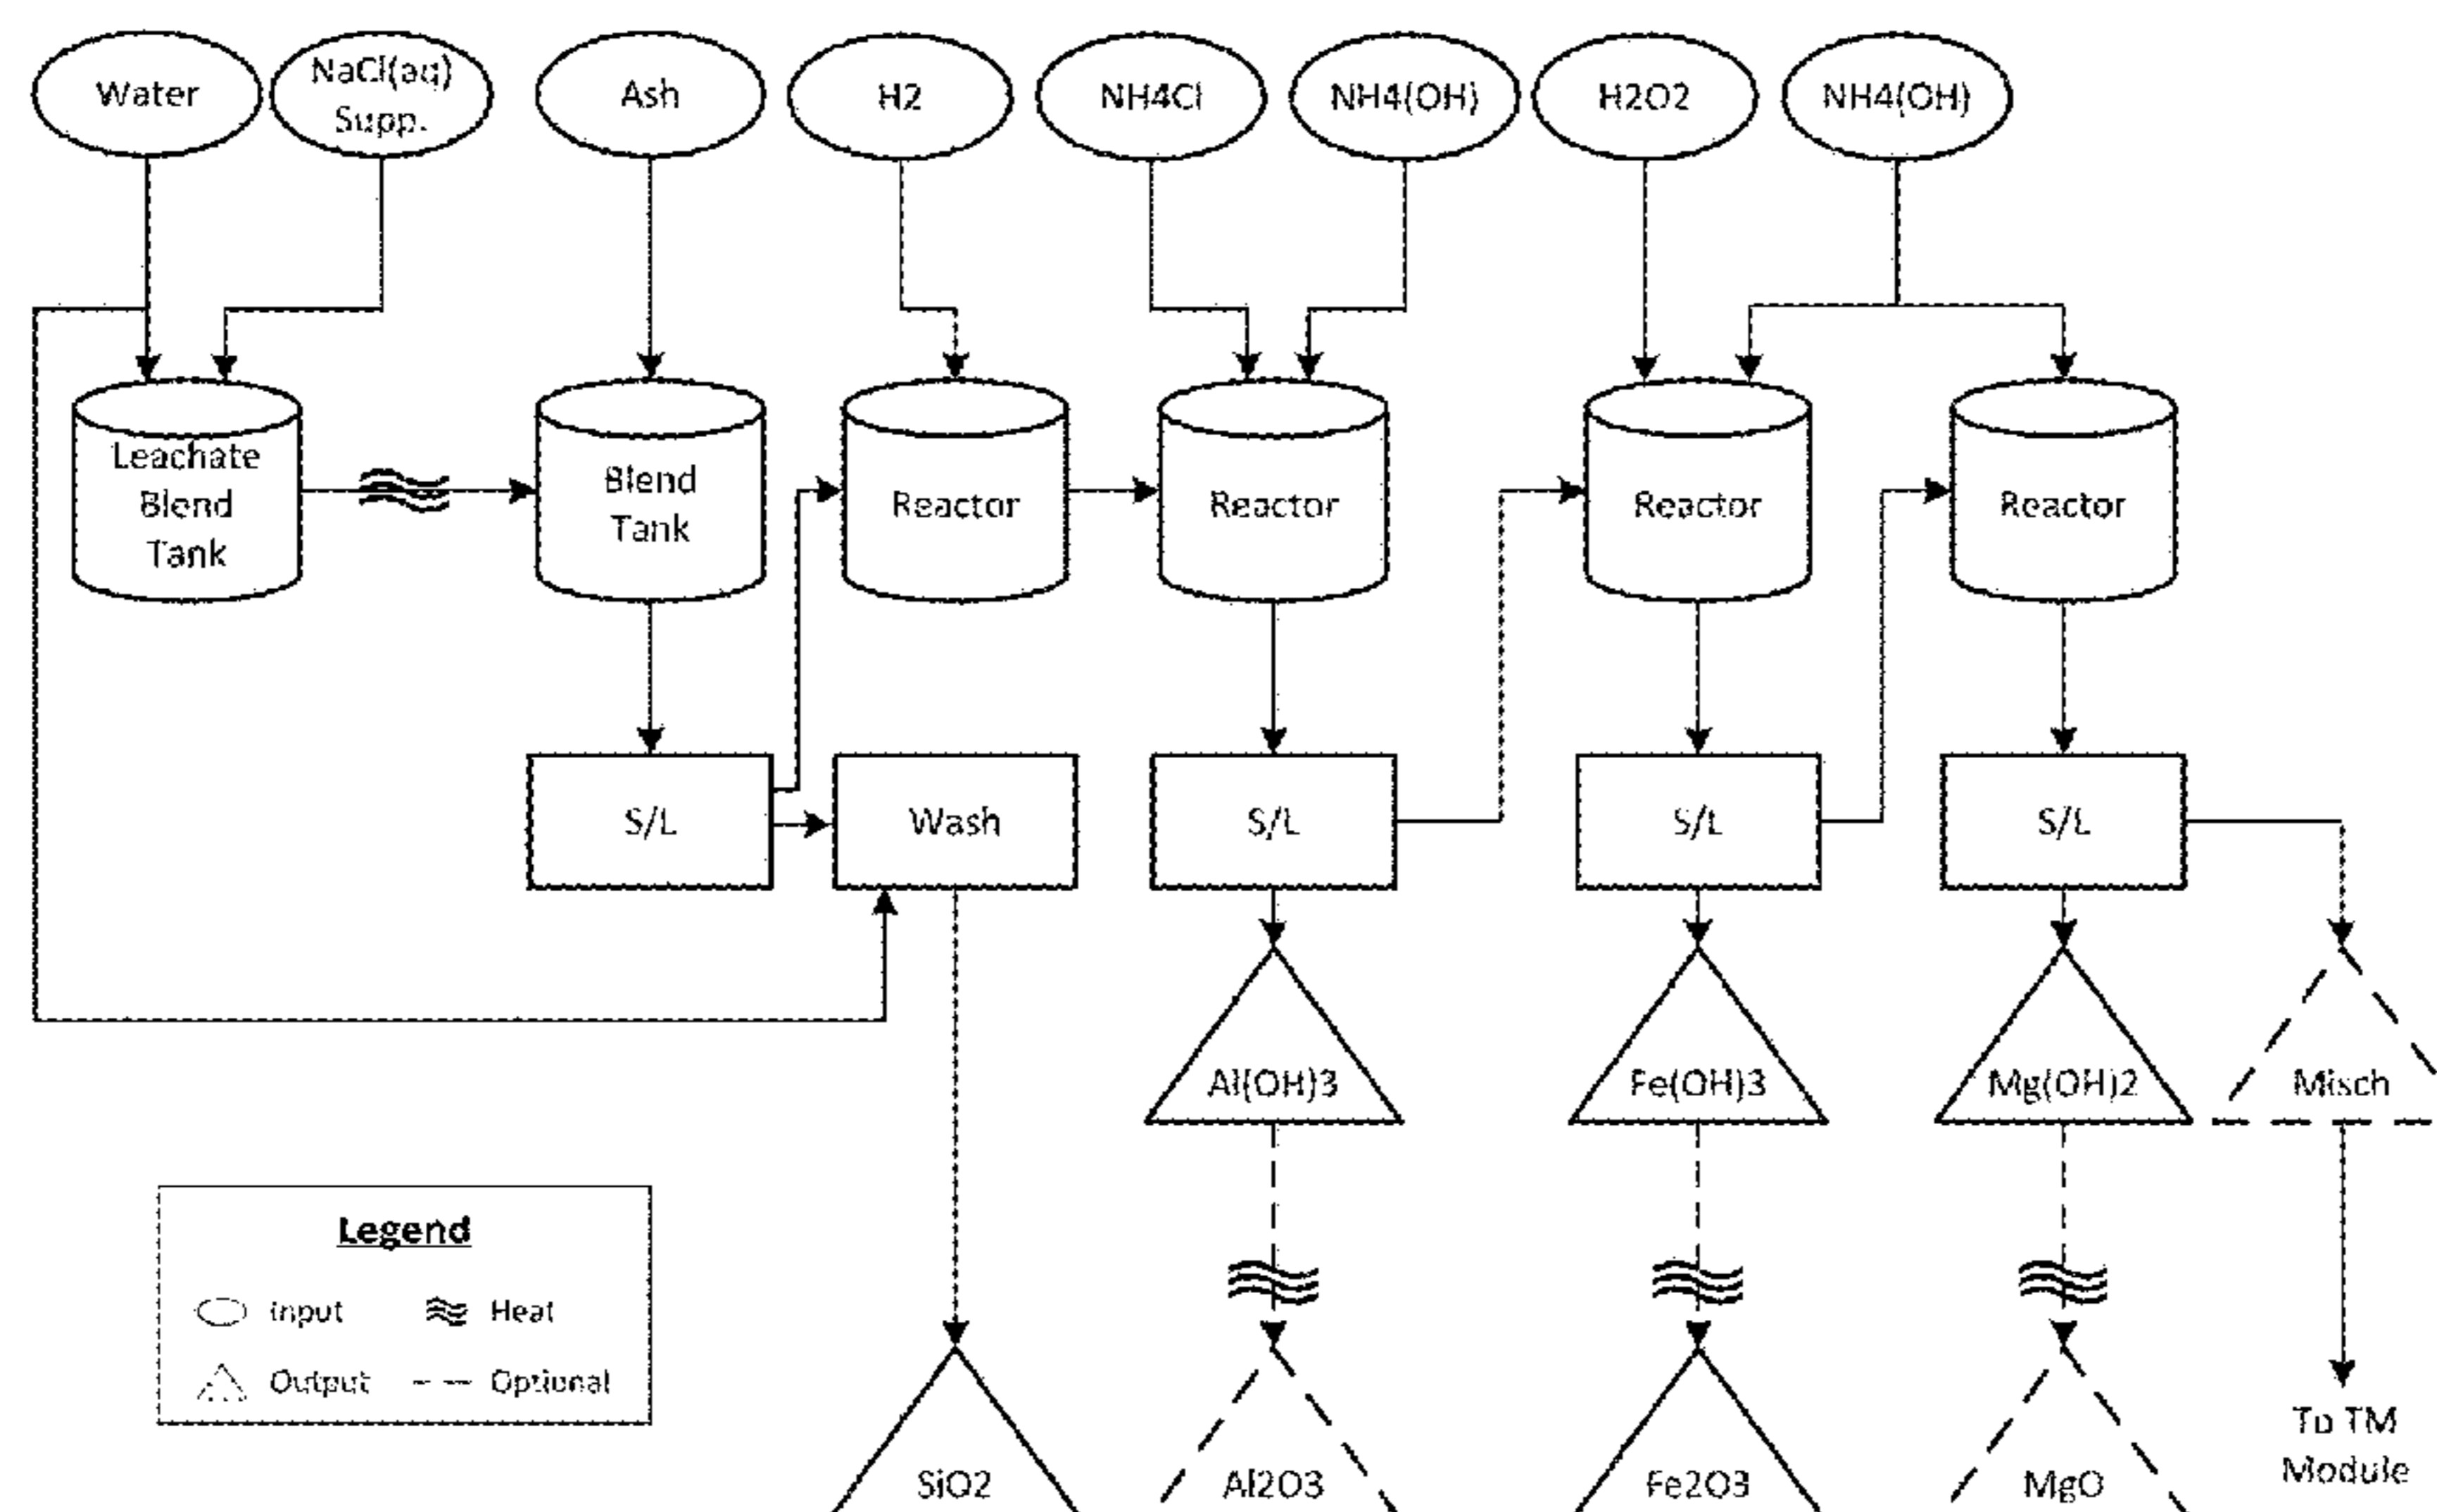 Water
NaCl(aq)
Supp.
Ash
H2
NH4Cl
NH4(OH)
H2O2
NH4(OH)
Leachate
Blend
Tank
Blend
Tank
Reactor
Reactor
Reactor
Reactor
S/L
Wash
S/L
S/L
S/L
Al(OH)3
Fe(OH)3
Mg(OH)2
Misch
Legend
Input
Heat
Output
Optional
SiO2
Al2O3
Fe2O3
MgO
To TM
Module